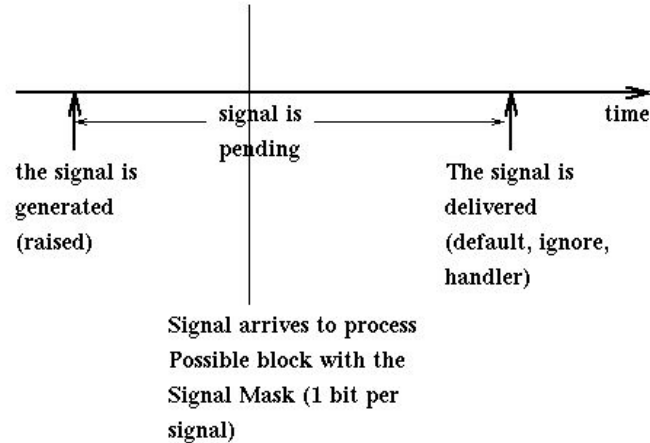 signal is
pending
time
the signal is
generated
(raised)
The signal is
delivered
(default, ignore,
handler)
Signal arrives to process
Possible block with the
Signal Mask (1 bit per
signal)